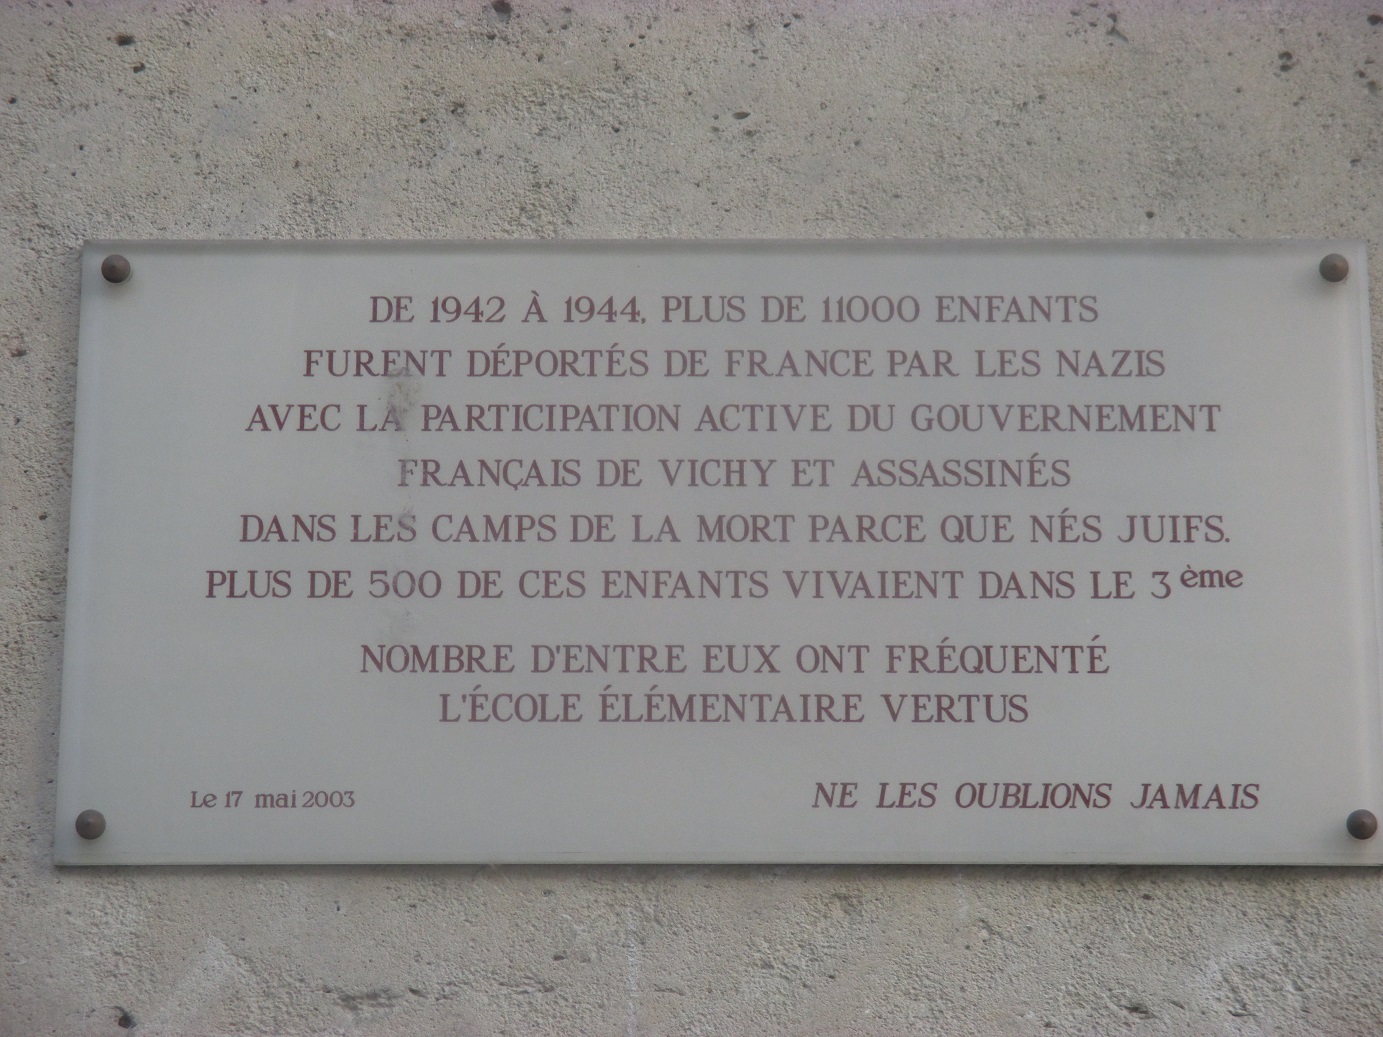 DE 1942 À 1944, PLUS DE 11000 ENFANTS
FURENT DÉPORTÉS DE FRANCE PAR LES NAZIS
AVEC LA PARTICIPATION ACTIVE DU GOUVERNEMENT
FRANÇAIS DE VICHY ET ASSASSINÉS
DANS LES CAMPS DE LA MORT PARCE QUE NÉS JUIFS.
PLUS DE 500 DE CES ENFANTS VIVAIENT DANS LE 3ème
NOMBRE D'ENTRE EUX ONT FRÉQUENTÉ
L'ÉCOLE ÉLÉMENTAIRE VERTUS
Le 17 mai 2003
NE LES OUBLIONS JAMAIS